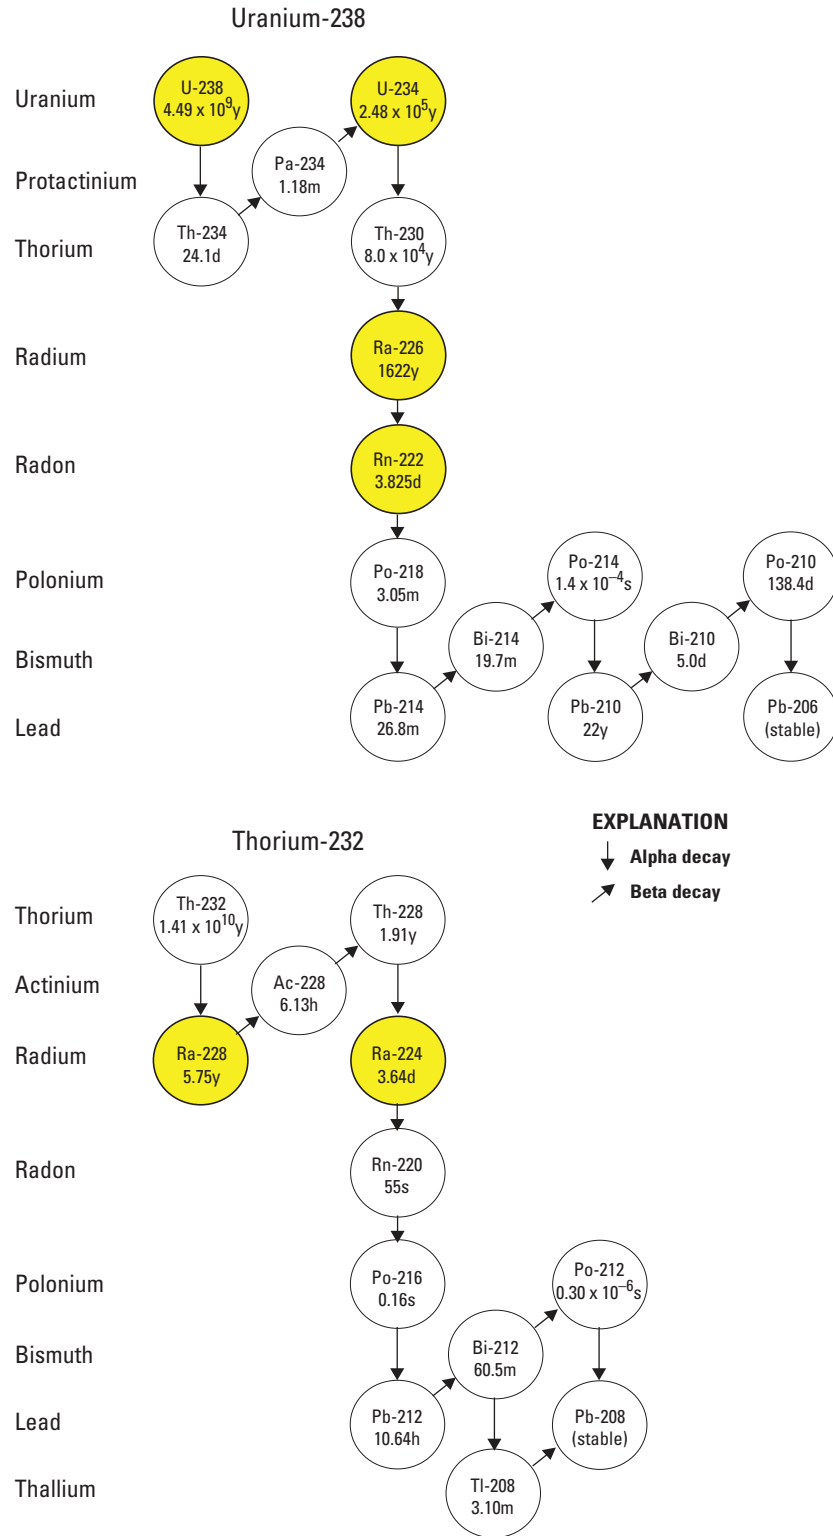 Uranium-238
Uranium
U-238
4.49 x 10⁹y
U-234
2.48 x 10⁵y
Protactinium
Pa-234
1.18m
Thorium
Th-234
24.1d
Th-230
8.0 x 10⁴y
Radium
Ra-226
1622y
Radon
Rn-222
3.825d
Polonium
Po-218
3.05m
Po-214
1.4 x 10⁻⁴s
Po-210
138.4d
Bismuth
Bi-214
19.7m
Bi-210
5.0d
Lead
Pb-214
26.8m
Pb-210
22y
Pb-206
(stable)
EXPLANATION
Alpha decay
Beta decay
Thorium-232
Thorium
Th-232
1.41 x 10¹⁰y
Th-228
1.91y
Actinium
Ac-228
6.13h
Radium
Ra-228
5.75y
Ra-224
3.64d
Radon
Rn-220
55s
Polonium
Po-216
0.16s
Po-212
0.30 x 10⁻⁶s
Bismuth
Bi-212
60.5m
Lead
Pb-212
10.64h
Pb-208
(stable)
Thallium
Tl-208
3.10m